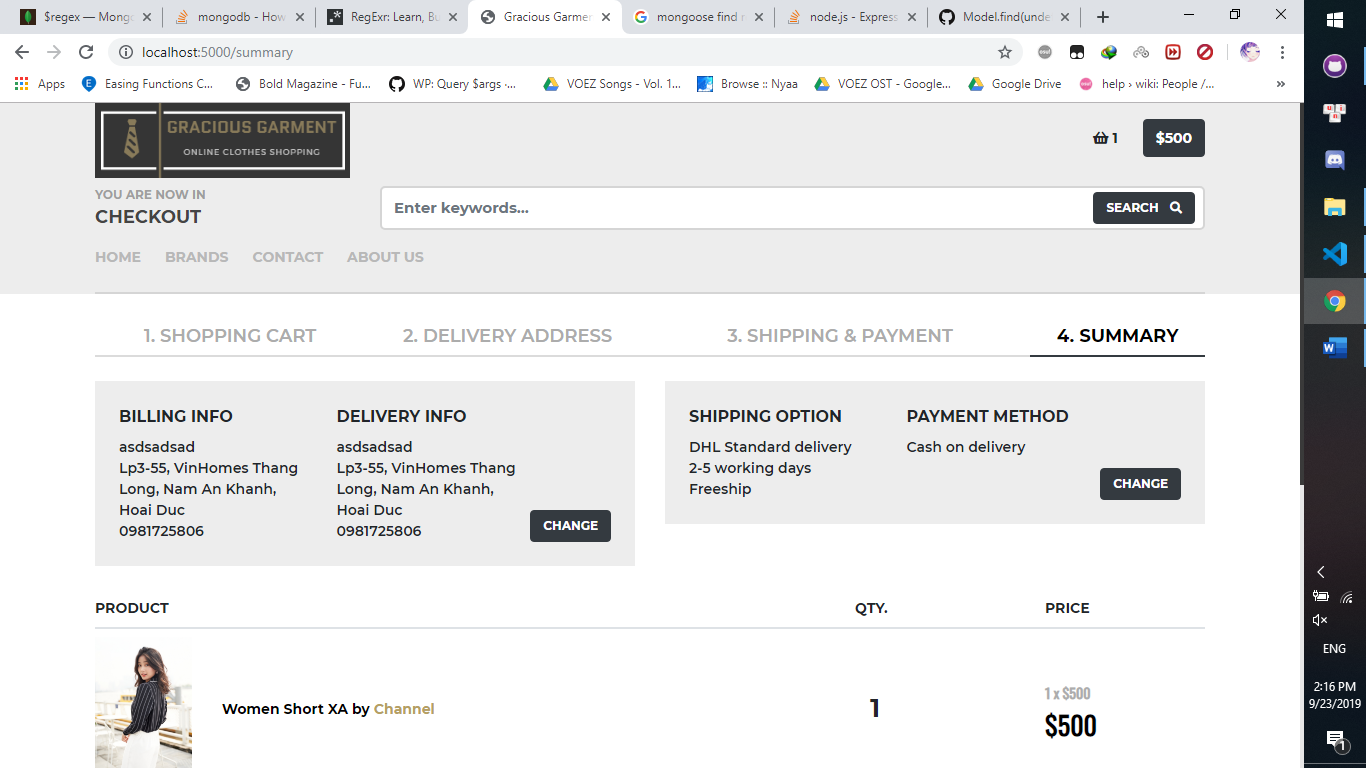 $regex — Mong
mongodb - How
RegExr: Learn, Bu
Gracious Garmen
mongoose find n
node.js - Express
Model.find(unde
localhost:5000/summary
Apps
Easing Functions C...
Bold Magazine - Fu...
WP: Query $args -...
VOEZ Songs - Vol. 1...
Browse :: Nyaa
VOEZ OST - Google...
Google Drive
help › wiki: People /...
»
GRACIOUS GARMENT
ONLINE CLOTHES SHOPPING
1
$500
YOU ARE NOW IN
CHECKOUT
Enter keywords...
SEARCH
HOME BRANDS CONTACT ABOUT US
1. SHOPPING CART
2. DELIVERY ADDRESS
3. SHIPPING & PAYMENT
4. SUMMARY
BILLING INFO
asdsadsad
Lp3-55, VinHomes Thang
Long, Nam An Khanh,
Hoai Duc
0981725806
DELIVERY INFO
asdsadsad
Lp3-55, VinHomes Thang
Long, Nam An Khanh,
Hoai Duc
0981725806
CHANGE
SHIPPING OPTION
DHL Standard delivery
2-5 working days
Freeship
PAYMENT METHOD
Cash on delivery
CHANGE
PRODUCT QTY. PRICE
Women Short XA by Channel
1
1 x $500
$500
ENG
2:16 PM
9/23/2019
1